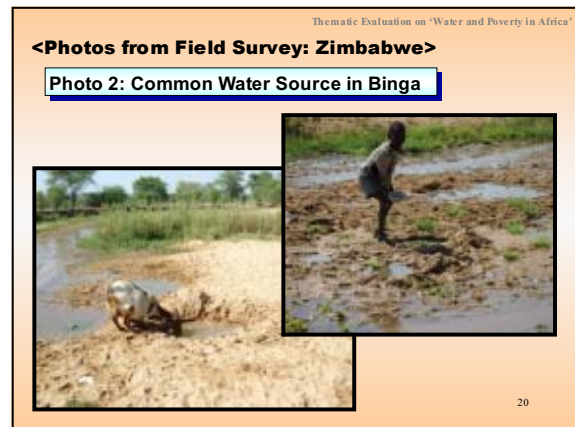 Thematic Evaluation on ‘Water and Poverty in Africa’
<Photos from Field Survey: Zimbabwe>
Photo 2: Common Water Source in Binga
20